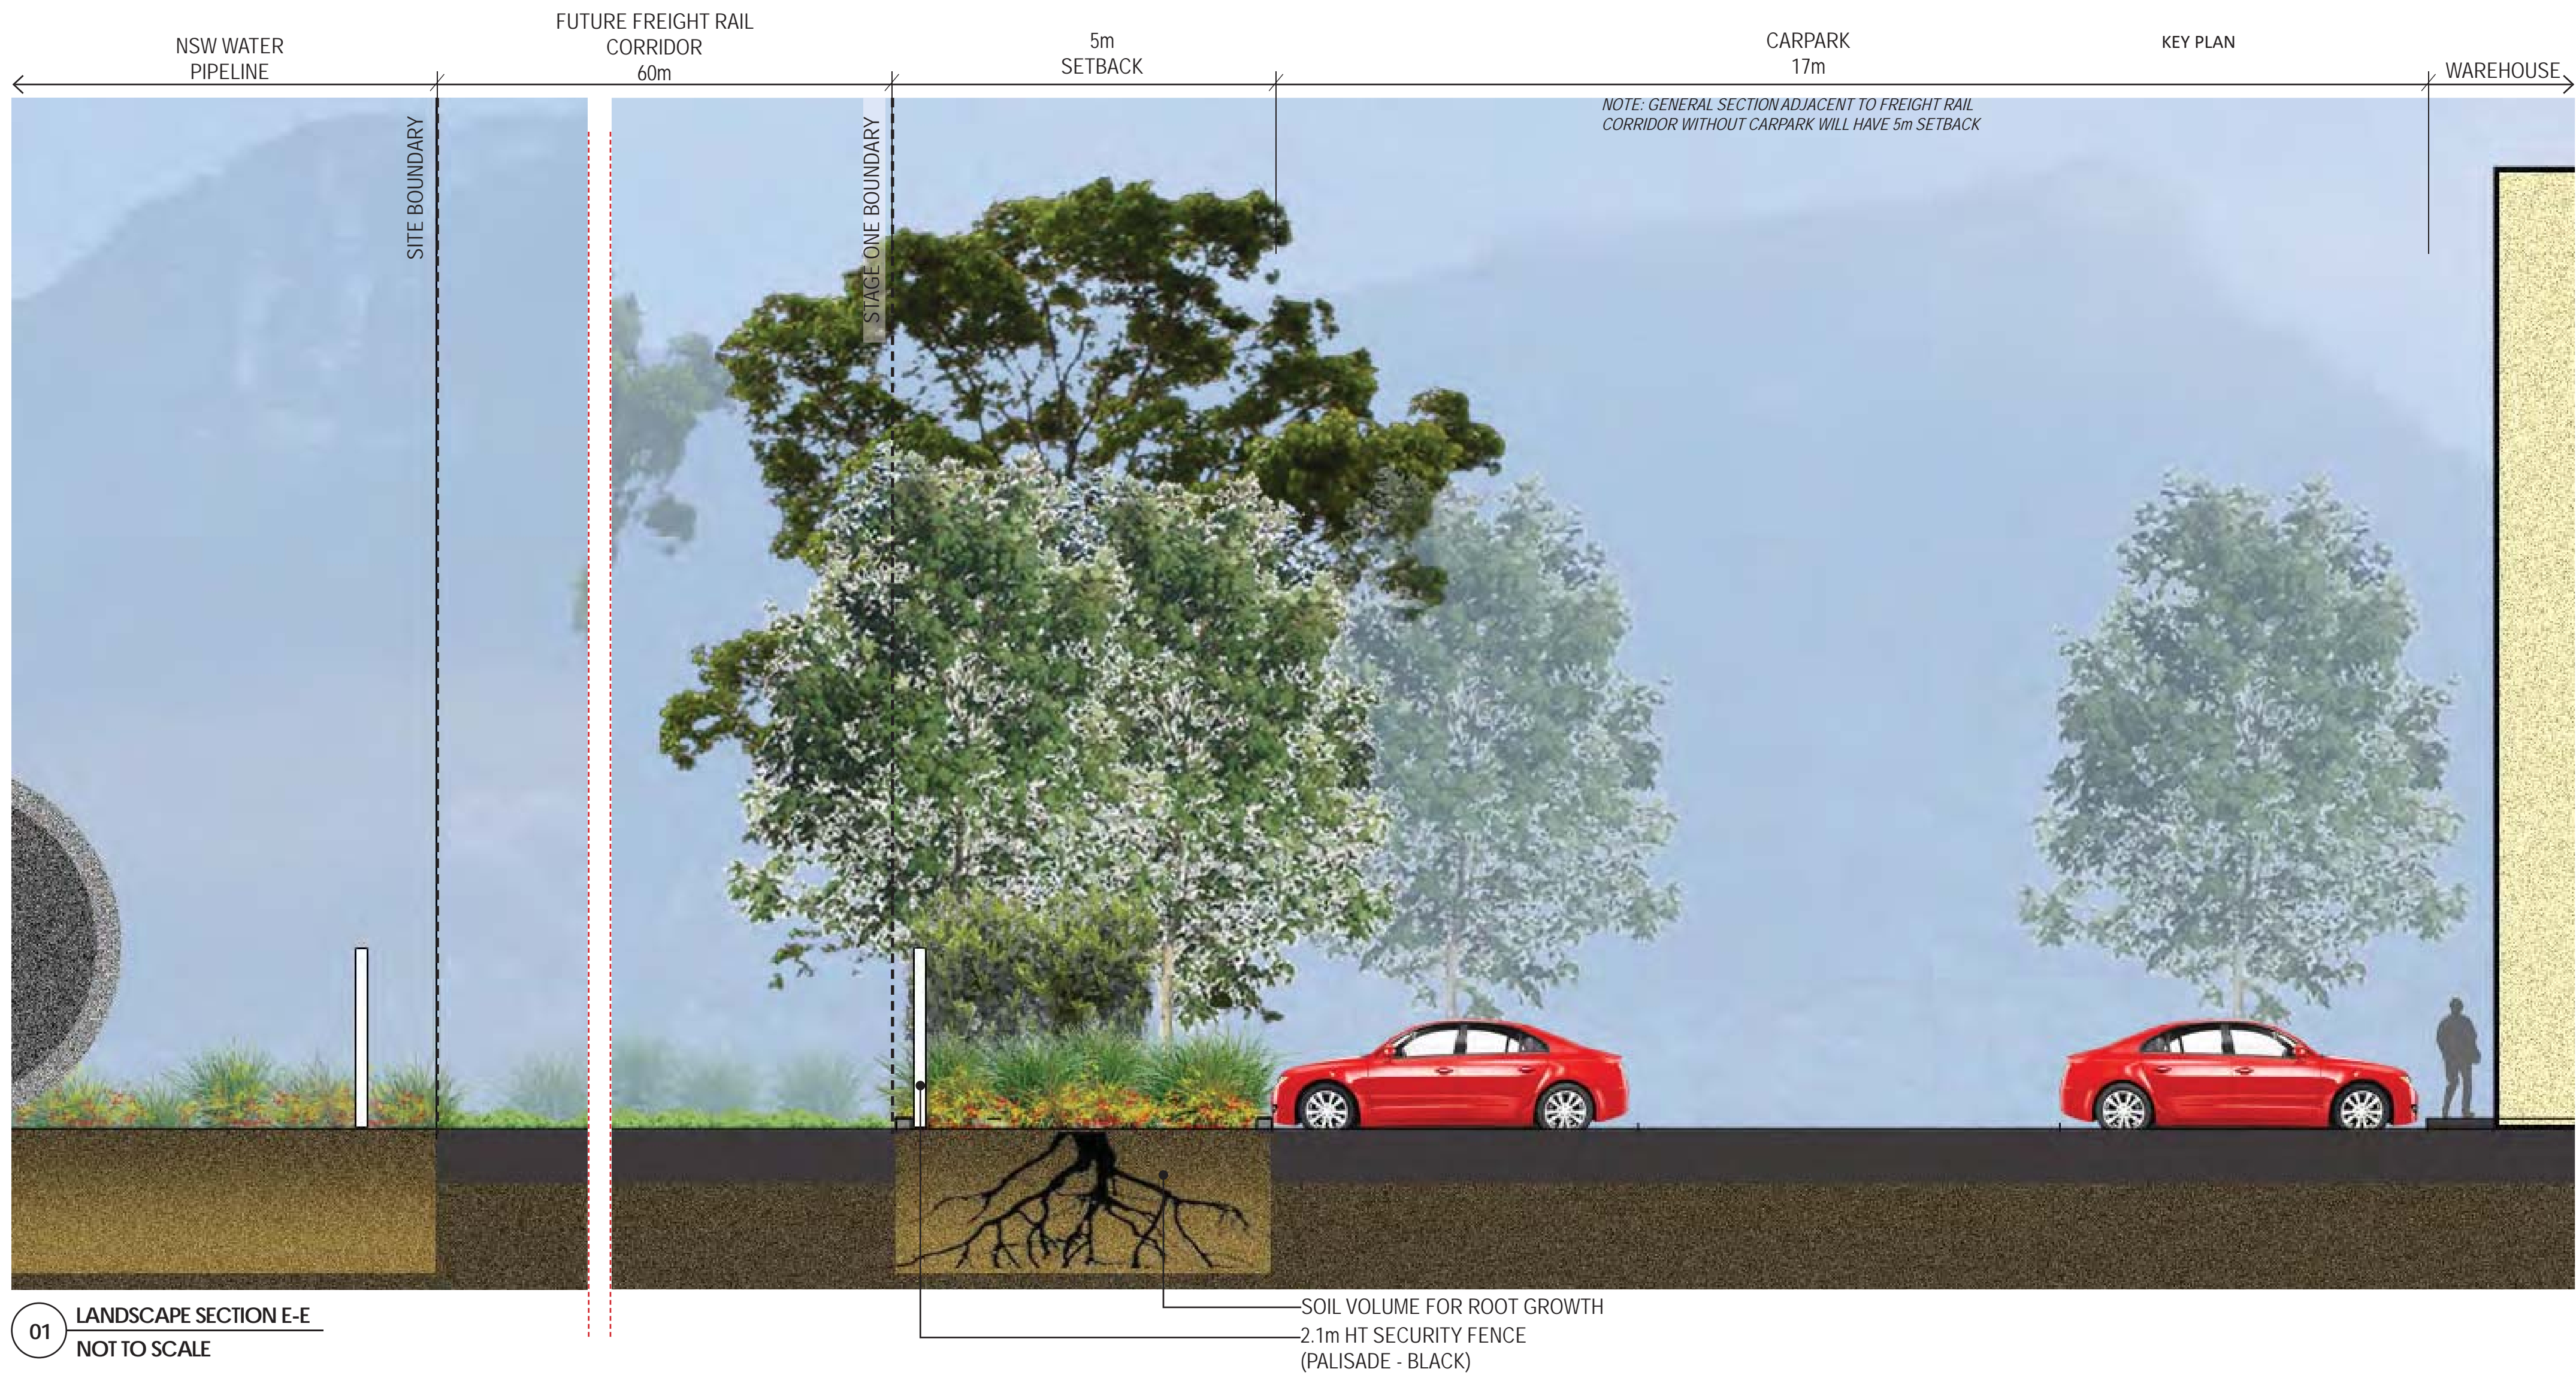 NSW WATER
PIPELINE
FUTURE FREIGHT RAIL
CORRIDOR
60m
5m
SETBACK
CARPARK
17m
KEY PLAN
WAREHOUSE
NOTE: GENERAL SECTION ADJACENT TO FREIGHT RAIL
CORRIDOR WITHOUT CARPARK WILL HAVE 5m SETBACK
SITE BOUNDARY
STAGE ONE BOUNDARY
SOIL VOLUME FOR ROOT GROWTH
2.1m HT SECURITY FENCE
(PALISADE - BLACK)
01
LANDSCAPE SECTION E-E
NOT TO SCALE